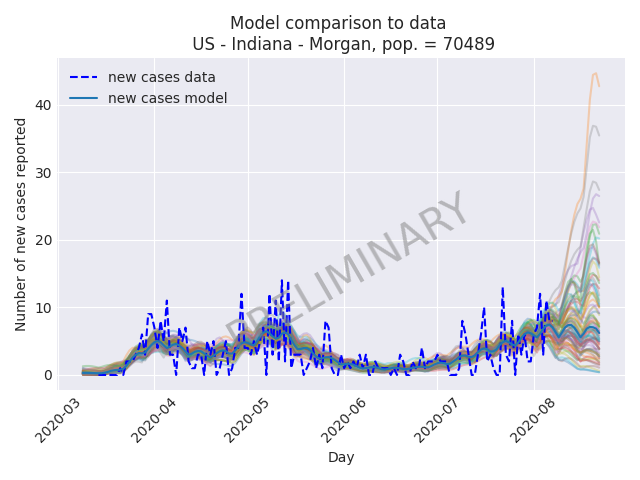 Model comparison to data
US - Indiana - Morgan, pop. = 70489
new cases data
new cases model
PRELIMINARY
Number of new cases reported
40
30
20
10
0
2020-03
2020-04
2020-05
2020-06
2020-07
2020-08
Day